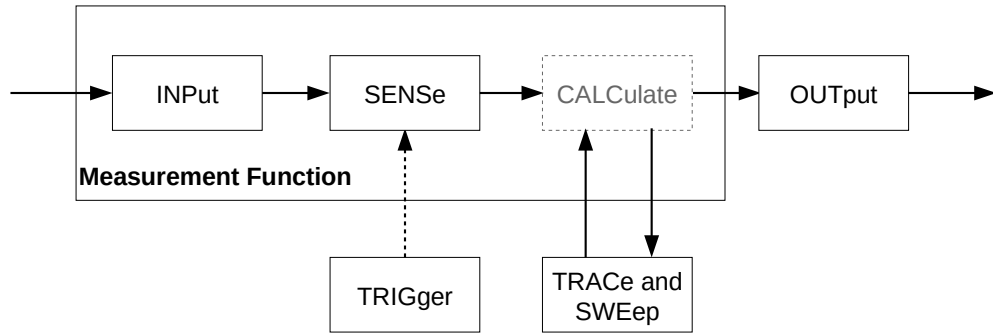 INPut
SENSe
CALCulate
OUTput
Measurement Function
TRIGger
TRACe and
SWEep